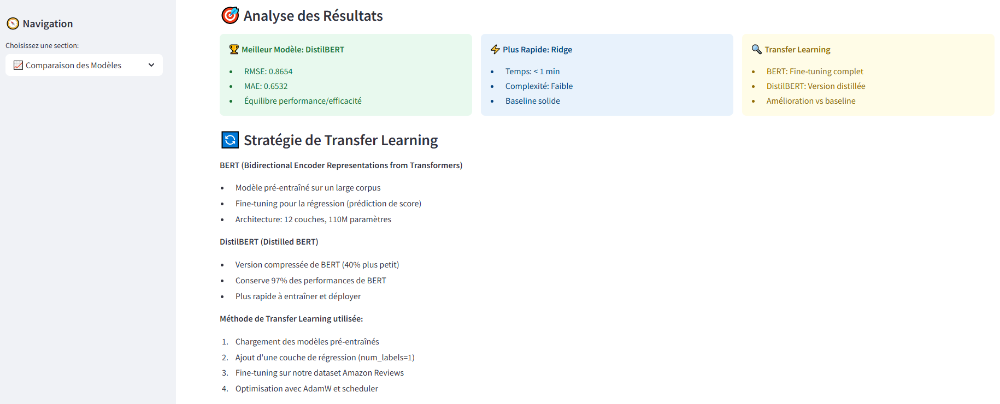 Navigation
Choisissez une section:
Comparaison des Modèles
Analyse des Résultats
Meilleur Modèle: DistilBERT
• RMSE: 0.8654
• MAE: 0.6532
• Équilibre performance/efficacité
Plus Rapide: Ridge
• Temps: < 1 min
• Complexité: Faible
• Baseline solide
Transfer Learning
• BERT: Fine-tuning complet
• DistilBERT: Version distillée
• Amélioration vs baseline
Stratégie de Transfer Learning
BERT (Bidirectional Encoder Representations from Transformers)
• Modèle pré-entraîné sur un large corpus
• Fine-tuning pour la régression (prédiction de score)
• Architecture: 12 couches, 110M paramètres
DistilBERT (Distilled BERT)
• Version compressée de BERT (40% plus petit)
• Conserve 97% des performances de BERT
• Plus rapide à entraîner et déployer
Méthode de Transfer Learning utilisée:
1. Chargement des modèles pré-entraînés
2. Ajout d'une couche de régression (num_labels=1)
3. Fine-tuning sur notre dataset Amazon Reviews
4. Optimisation avec AdamW et scheduler